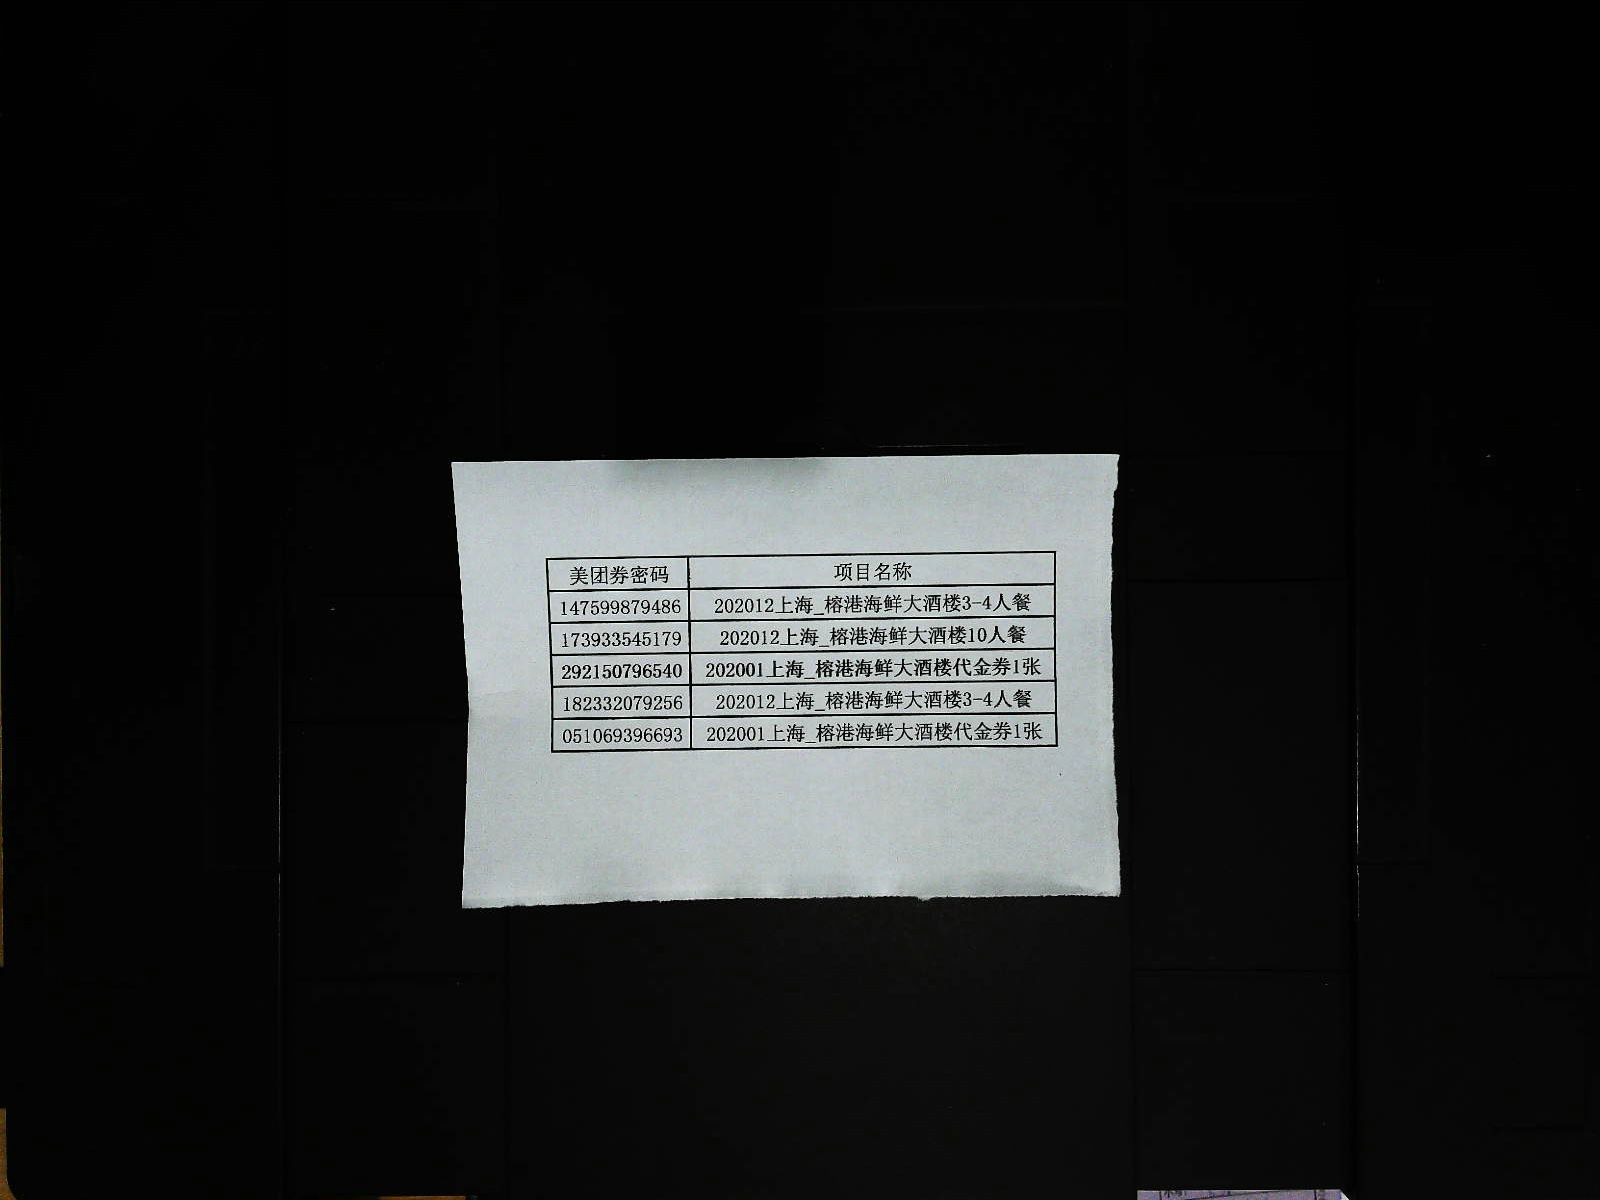 美团券密码 项目名称
147599879486 202012上海_榕港海鲜大酒楼3-4人餐
173933545179 202012上海_榕港海鲜大酒楼10人餐
292150796540 202001上海_榕港海鲜大酒楼代金券1张
182332079256 202012上海_榕港海鲜大酒楼3-4人餐
051069396693 202001上海_榕港海鲜大酒楼代金券1张